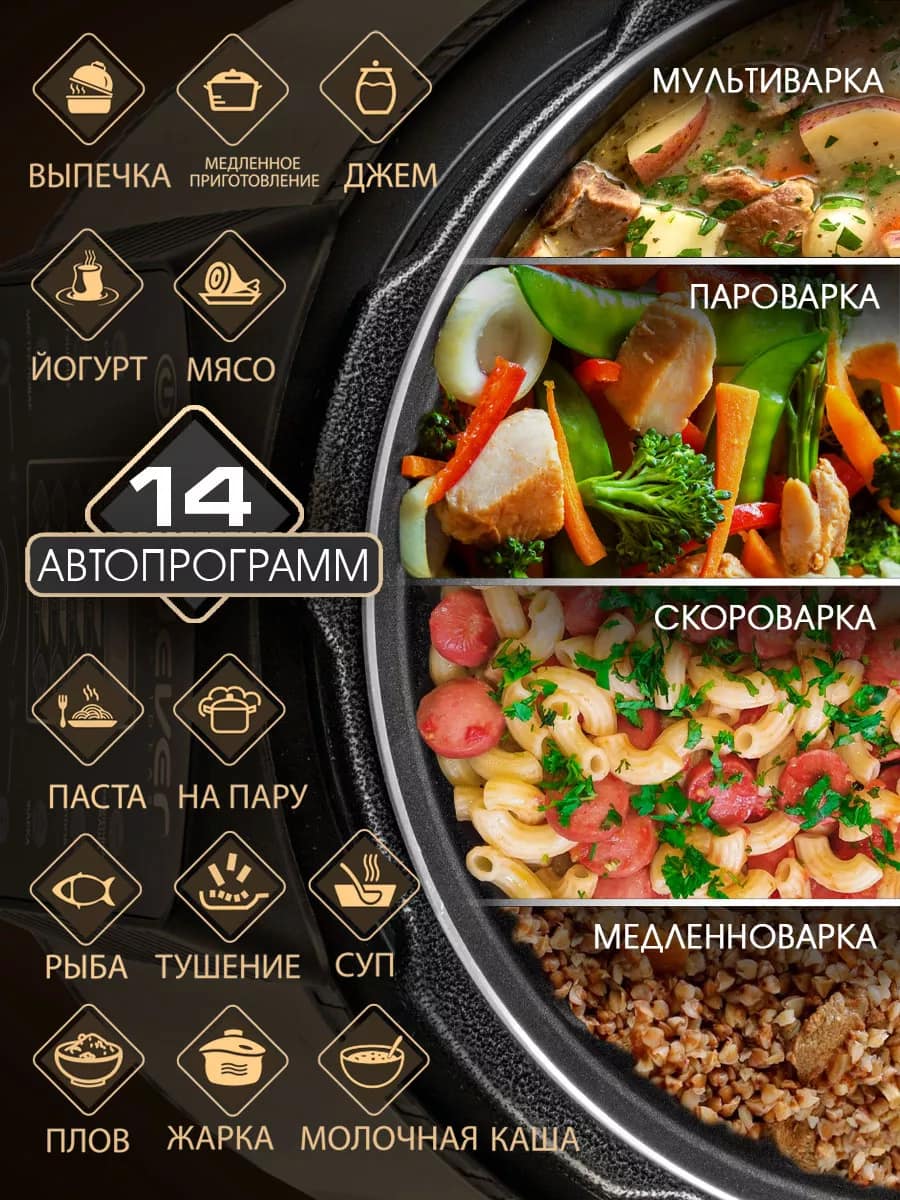 ВЫПЕЧКА
МЕДЛЕННОЕ
ПРИГОТОВЛЕНИЕ
ДЖЕМ
ЙОГУРТ
МЯСО
14
АВТОПРОГРАММ
ПАСТА
НА ПАРУ
РЫБА
ТУШЕНИЕ
СУП
ПЛОВ
ЖАРКА
МОЛОЧНАЯ КАША
МУЛЬТИВАРКА
ПАРОВАРКА
СКОРОВАРКА
МЕДЛЕННОВАРКА